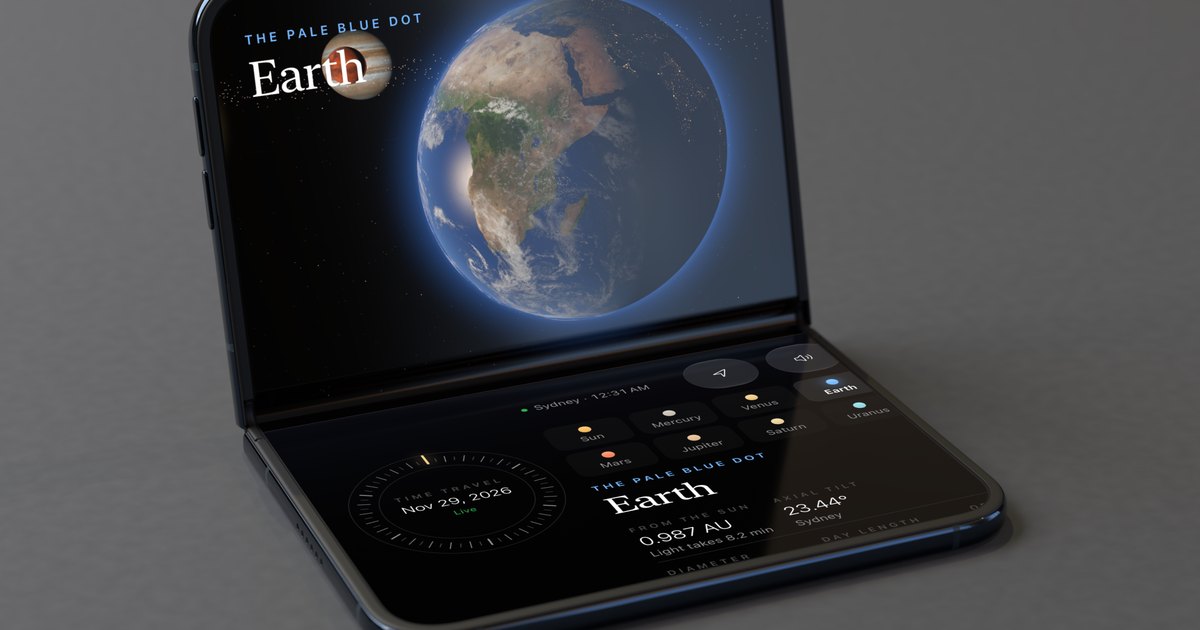 THE PALE BLUE DOT
Earth
Sydney · 12:31 AM
Sun
Mercury
Venus
Earth
Mars
Jupiter
Saturn
Uranus
TIME TRAVEL
Nov 29, 2026
Live
THE PALE BLUE DOT
Earth
FROM THE SUN
0.987 AU
Light takes 8.2 min
AXIAL TILT
23.44°
Sydney
DIAMETER
DAY LENGTH